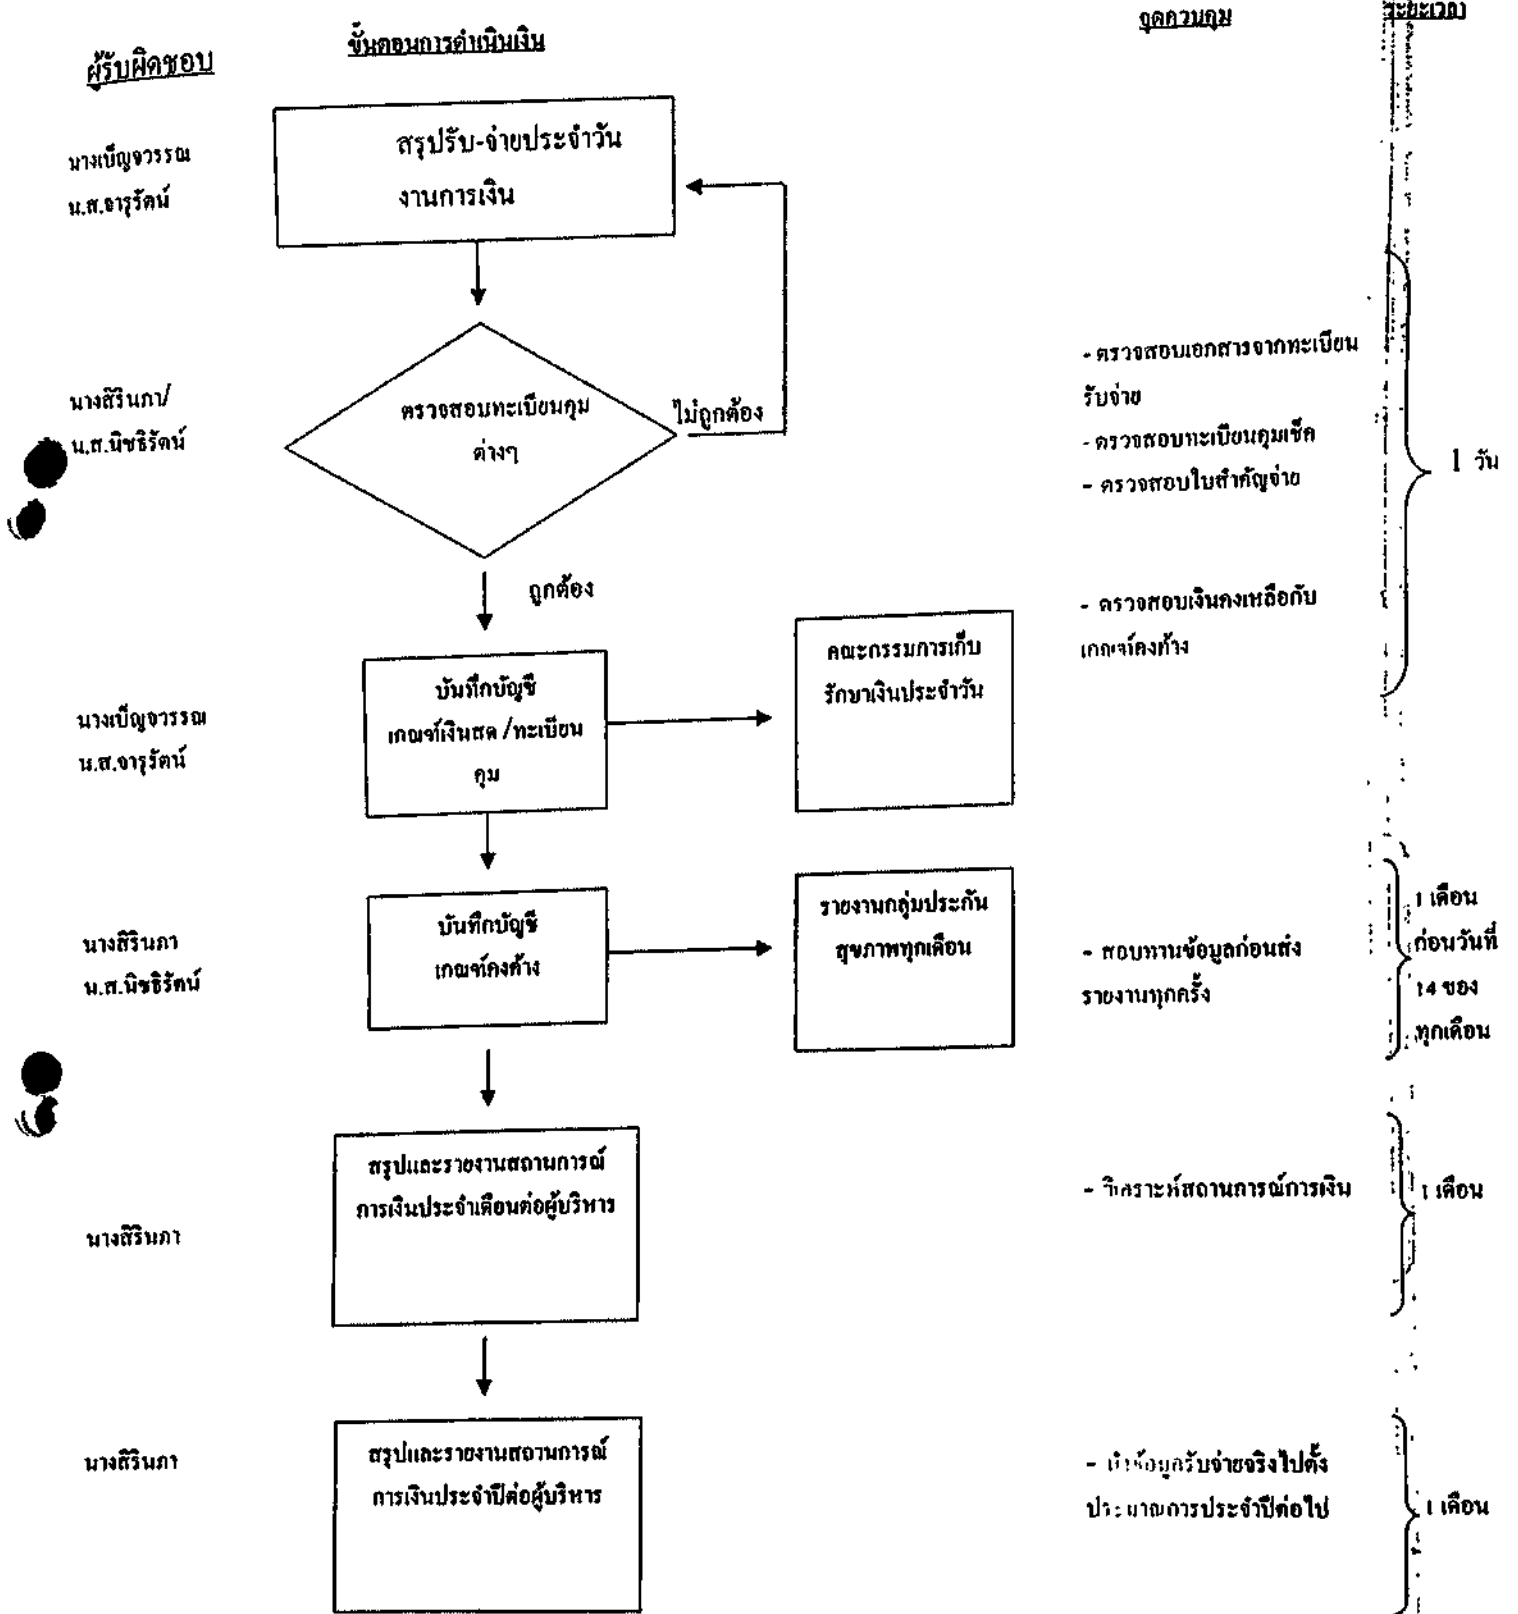 ผู้รับผิดชอบ
ขั้นตอนการดำเนินเงิน
จุดควบคุม
ระยะเวลา
นางเบ็ญจวรรณ
น.ส.จารุรัตน์
สรุปรับ-จ่ายประจำวัน
งานการเงิน
นางสิรินภา/
น.ส.นิชธิรัตน์
ตรวจสอบทะเบียนคุม
ต่างๆ
ไม่ถูกต้อง
- ตรวจสอบเอกสารจากทะเบียน
รับจ่าย
- ตรวจสอบทะเบียนคุมเช็ค
- ตรวจสอบใบสำคัญจ่าย
1 วัน
ถูกต้อง
- ตรวจสอบเงินคงเหลือกับ
เกณฑ์คงค้าง
นางเบ็ญจวรรณ
น.ส.จารุรัตน์
บันทึกบัญชี
เกณฑ์เงินสด /ทะเบียน
คุม
คณะกรรมการเก็บ
รักษาเงินประจำวัน
นางสิรินภา
น.ส.นิชธิรัตน์
บันทึกบัญชี
เกณฑ์คงค้าง
รายงานกลุ่มประกัน
สุขภาพทุกเดือน
- สอบทานข้อมูลก่อนส่ง
รายงานทุกครั้ง
1 เดือน
ก่อนวันที่
14 ของ
ทุกเดือน
นางสิรินภา
สรุปและรายงานสถานการณ์
การเงินประจำเดือนต่อผู้บริหาร
- วิเคราะห์สถานการณ์การเงิน
1 เดือน
นางสิรินภา
สรุปและรายงานสถานการณ์
การเงินประจำปีต่อผู้บริหาร
- นำข้อมูลรับจ่ายจริงไปตั้ง
ประมาณการประจำปีต่อไป
1 เดือน